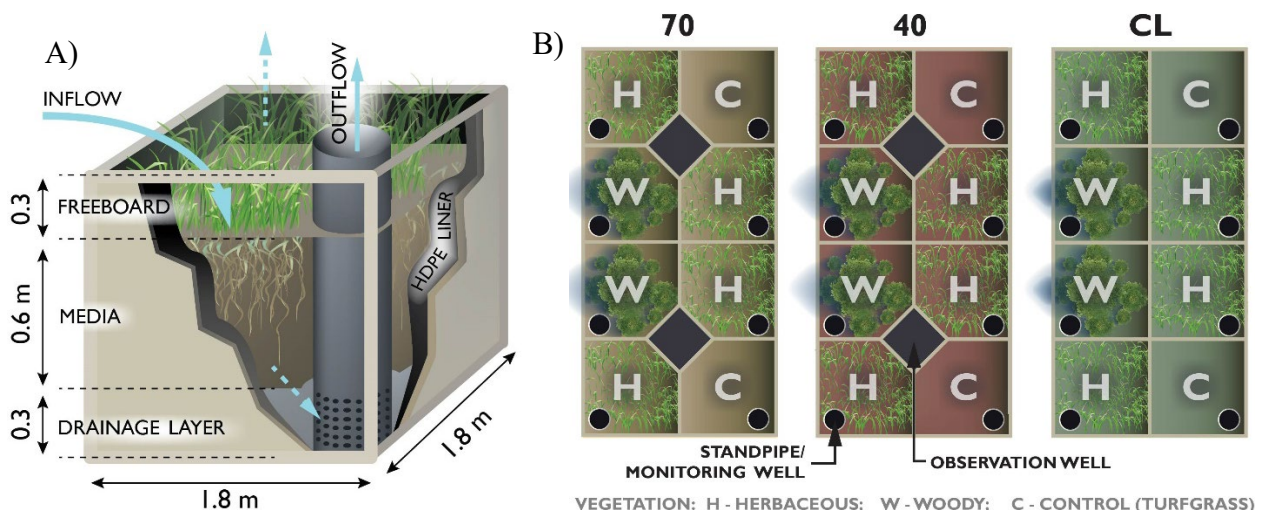 A)
INFLOW
OUTFLOW
0.3
FREEBOARD
HDPE LINER
0.6 m
MEDIA
0.3
DRAINAGE LAYER
1.8 m
1.8 m
B)
70
40
CL
H C
H C
H C
W H
W H
W H
W H
W H
W H
H C
H C
H C
STANDPIPE/
MONITORING WELL
OBSERVATION WELL
VEGETATION: H - HERBACEOUS; W - WOODY; C - CONTROL (TURFGRASS)